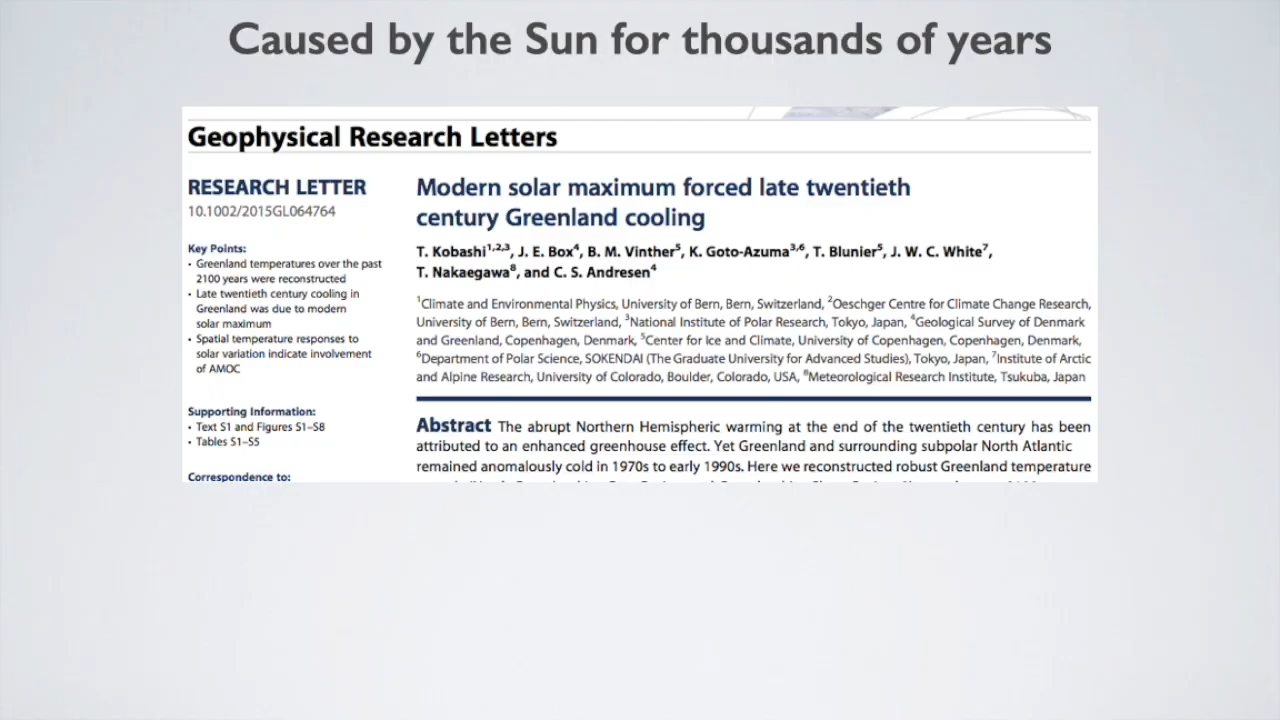 Caused by the Sun for thousands of years
Geophysical Research Letters
RESEARCH LETTER
10.1002/2015GL064764
Key Points:
• Greenland temperatures over the past
2100 years were reconstructed
• Late twentieth century cooling in
Greenland was due to modern
solar maximum
• Spatial temperature responses to
solar variation indicate involvement
of AMOC
Supporting Information:
• Text S1 and Figures S1–S8
• Tables S1–S5
Correspondence to:
Modern solar maximum forced late twentieth
century Greenland cooling
T. Kobashi1,2,3, J. E. Box4, B. M. Vinther5, K. Goto-Azuma3,6, T. Blunier5, J. W. C. White7,
T. Nakaegawa8, and C. S. Andresen4
1Climate and Environmental Physics, University of Bern, Bern, Switzerland, 2Oeschger Centre for Climate Change Research,
University of Bern, Bern, Switzerland, 3National Institute of Polar Research, Tokyo, Japan, 4Geological Survey of Denmark
and Greenland, Copenhagen, Denmark, 5Center for Ice and Climate, University of Copenhagen, Copenhagen, Denmark,
6Department of Polar Science, SOKENDAI (The Graduate University for Advanced Studies), Tokyo, Japan, 7Institute of Arctic
and Alpine Research, University of Colorado, Boulder, Colorado, USA, 8Meteorological Research Institute, Tsukuba, Japan
Abstract The abrupt Northern Hemispheric warming at the end of the twentieth century has been
attributed to an enhanced greenhouse effect. Yet Greenland and surrounding subpolar North Atlantic
remained anomalously cold in 1970s to early 1990s. Here we reconstructed robust Greenland temperature